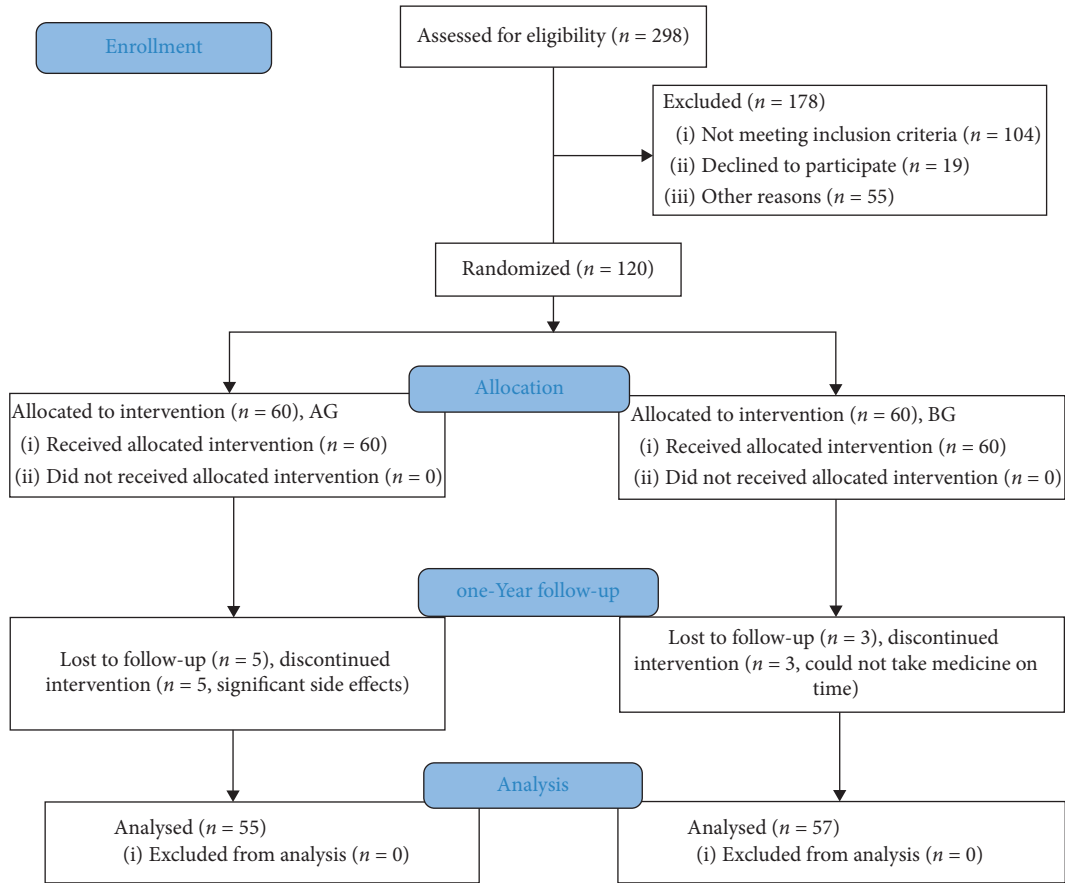 Enrollment
Assessed for eligibility (n = 298)
Excluded (n = 178)
(i) Not meeting inclusion criteria (n = 104)
(ii) Declined to participate (n = 19)
(iii) Other reasons (n = 55)
Randomized (n = 120)
Allocation
Allocated to intervention (n = 60), AG
(i) Received allocated intervention (n = 60)
(ii) Did not received allocated intervention (n = 0)
Allocated to intervention (n = 60), BG
(i) Received allocated intervention (n = 60)
(ii) Did not received allocated intervention (n = 0)
one-Year follow-up
Lost to follow-up (n = 5), discontinued
intervention (n = 5, significant side effects)
Lost to follow-up (n = 3), discontinued
intervention (n = 3, could not take medicine on
time)
Analysis
Analysed (n = 55)
(i) Excluded from analysis (n = 0)
Analysed (n = 57)
(i) Excluded from analysis (n = 0)